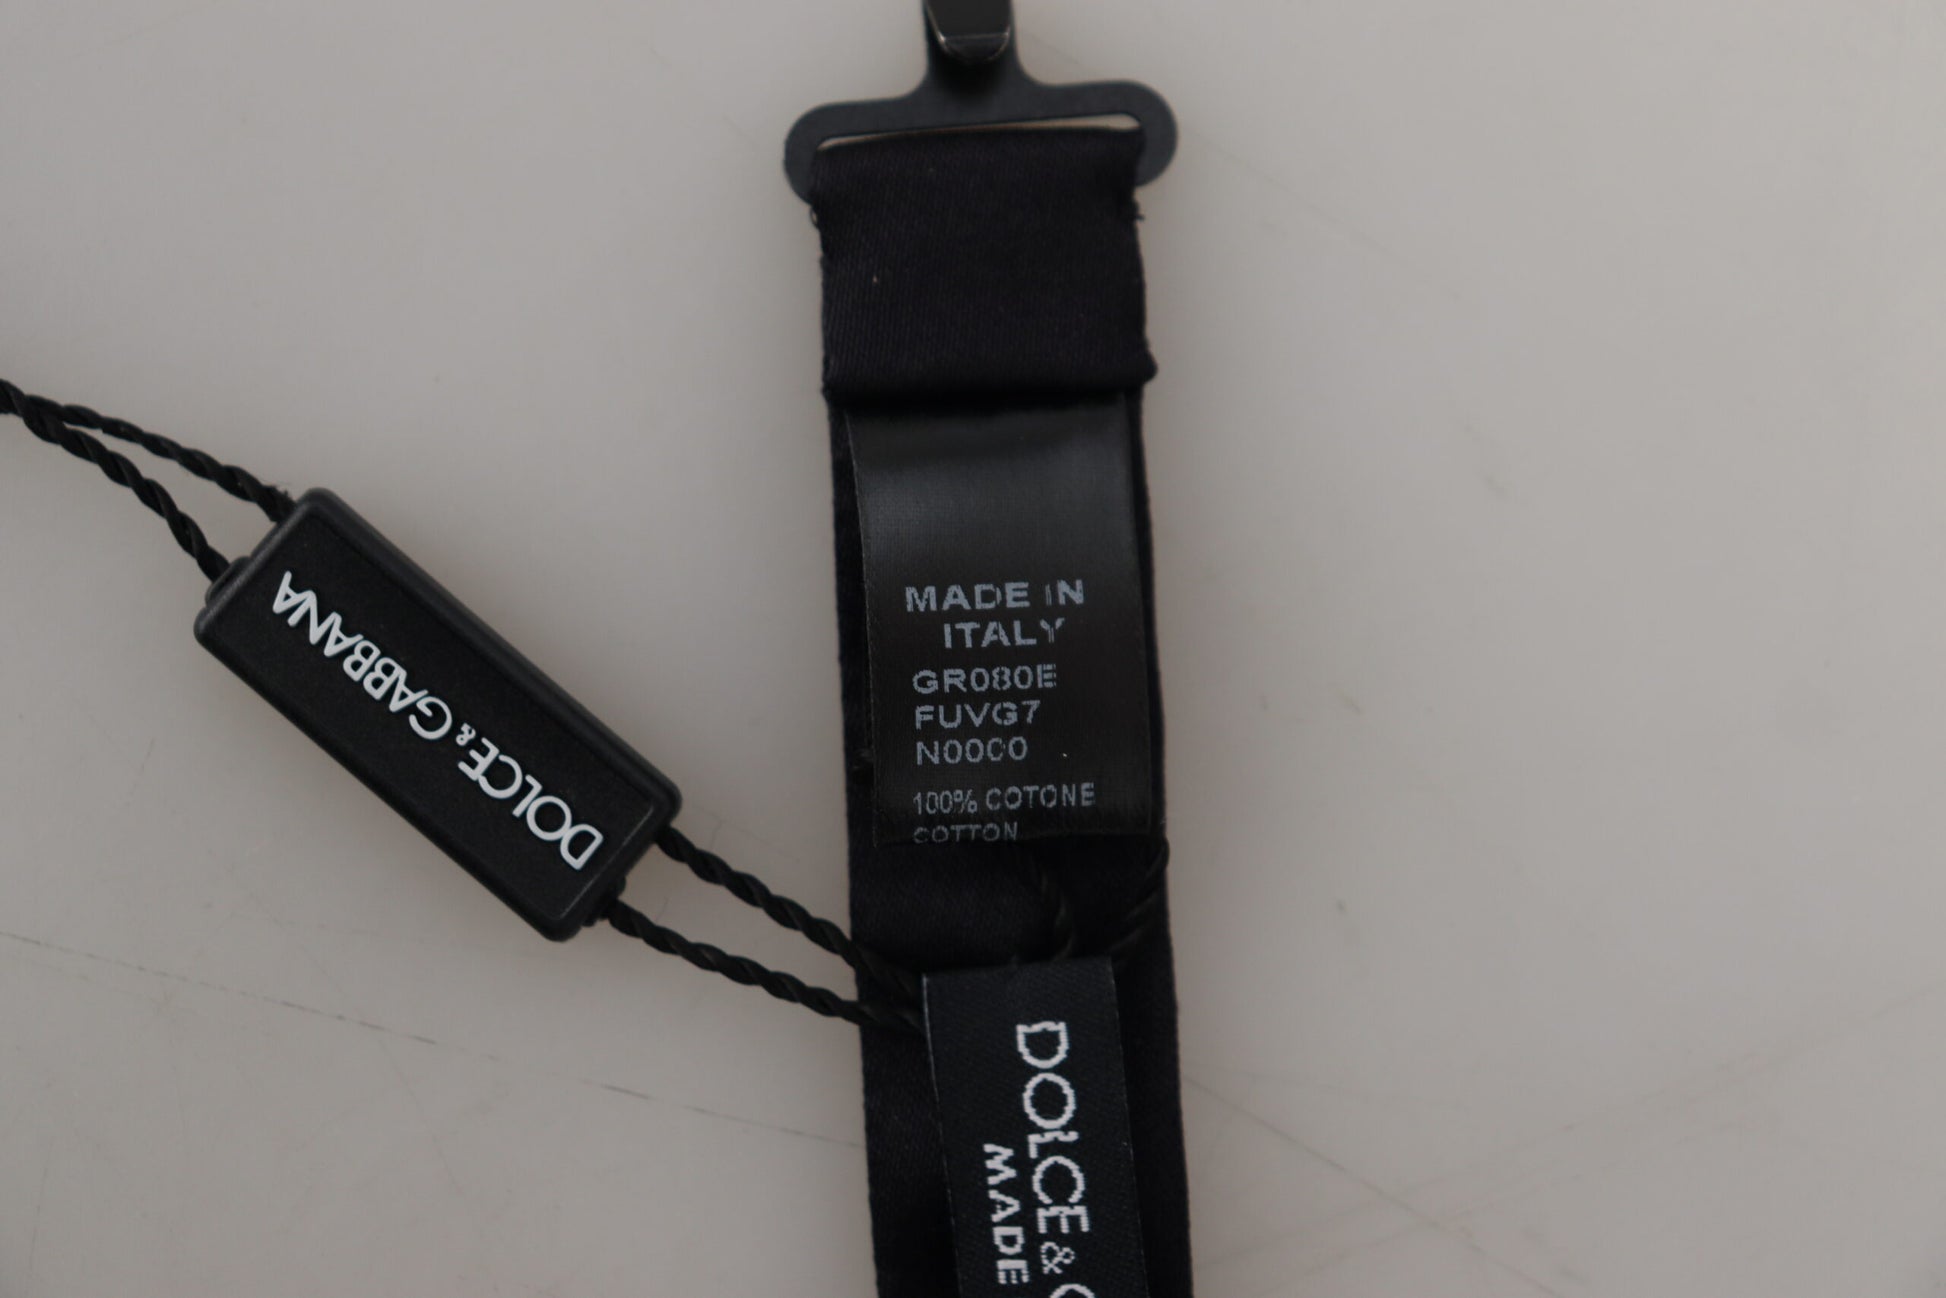 MADE IN
ITALY
GR080E
FUVG7
N0000
100% COTONE
COTTON
DOLCE & GABBANA
DOLCE & G
MADE